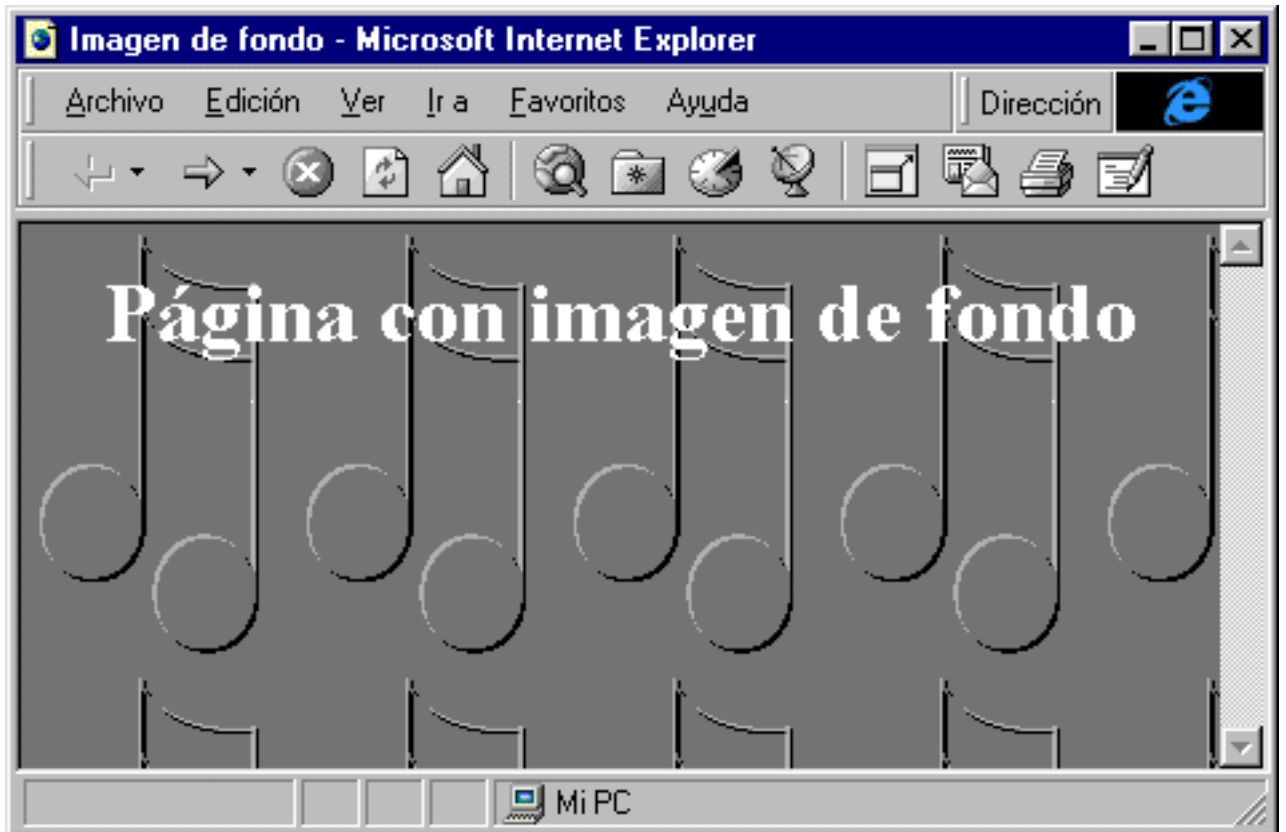 Imagen de fondo - Microsoft Internet Explorer
Archivo Edición Ver Ir a Favoritos Ayuda Dirección
Página con imagen de fondo
Mi PC